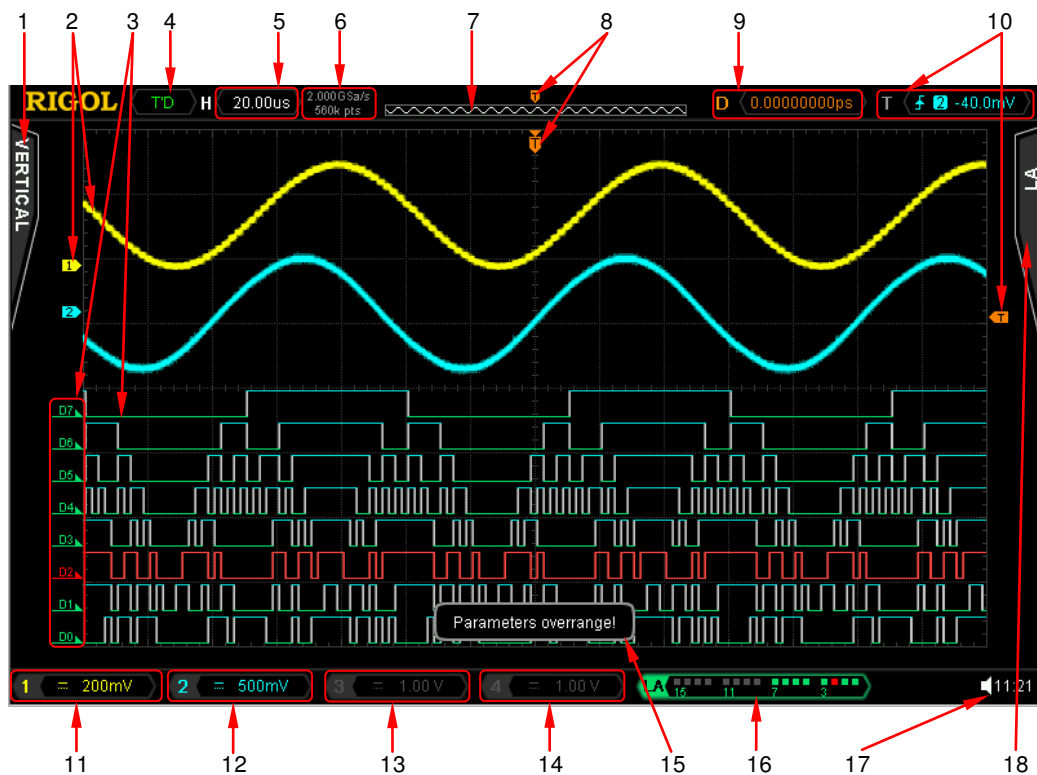 1 2 3 4 5 6 7 8 9 10
RIGOL T'D H 20.00us 2.000GSa/s 560k pts D 0.00000000ps T 2 -40.0mV
T
T
VERTICAL
LA
1
2
T
D7
D6
D5
D4
D3
D2
D1
D0
Parameters overrange!
1 200mV 2 500mV 3 1.00 V 4 1.00 V LA 15 11 7 3 11:21
11 12 13 14 15 16 17 18